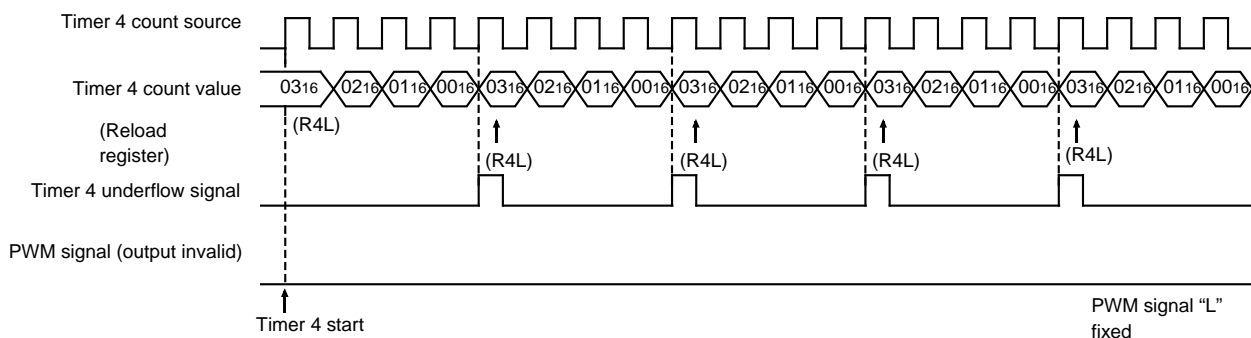 Timer 4 count source
Timer 4 count value
03₁₆ 02₁₆ 01₁₆ 00₁₆ 03₁₆ 02₁₆ 01₁₆ 00₁₆ 03₁₆ 02₁₆ 01₁₆ 00₁₆ 03₁₆ 02₁₆ 01₁₆ 00₁₆ 03₁₆ 02₁₆ 01₁₆ 00₁₆
(Reload
register)
(R4L)
(R4L) (R4L) (R4L) (R4L)
Timer 4 underflow signal
PWM signal (output invalid)
Timer 4 start
PWM signal “L”
fixed